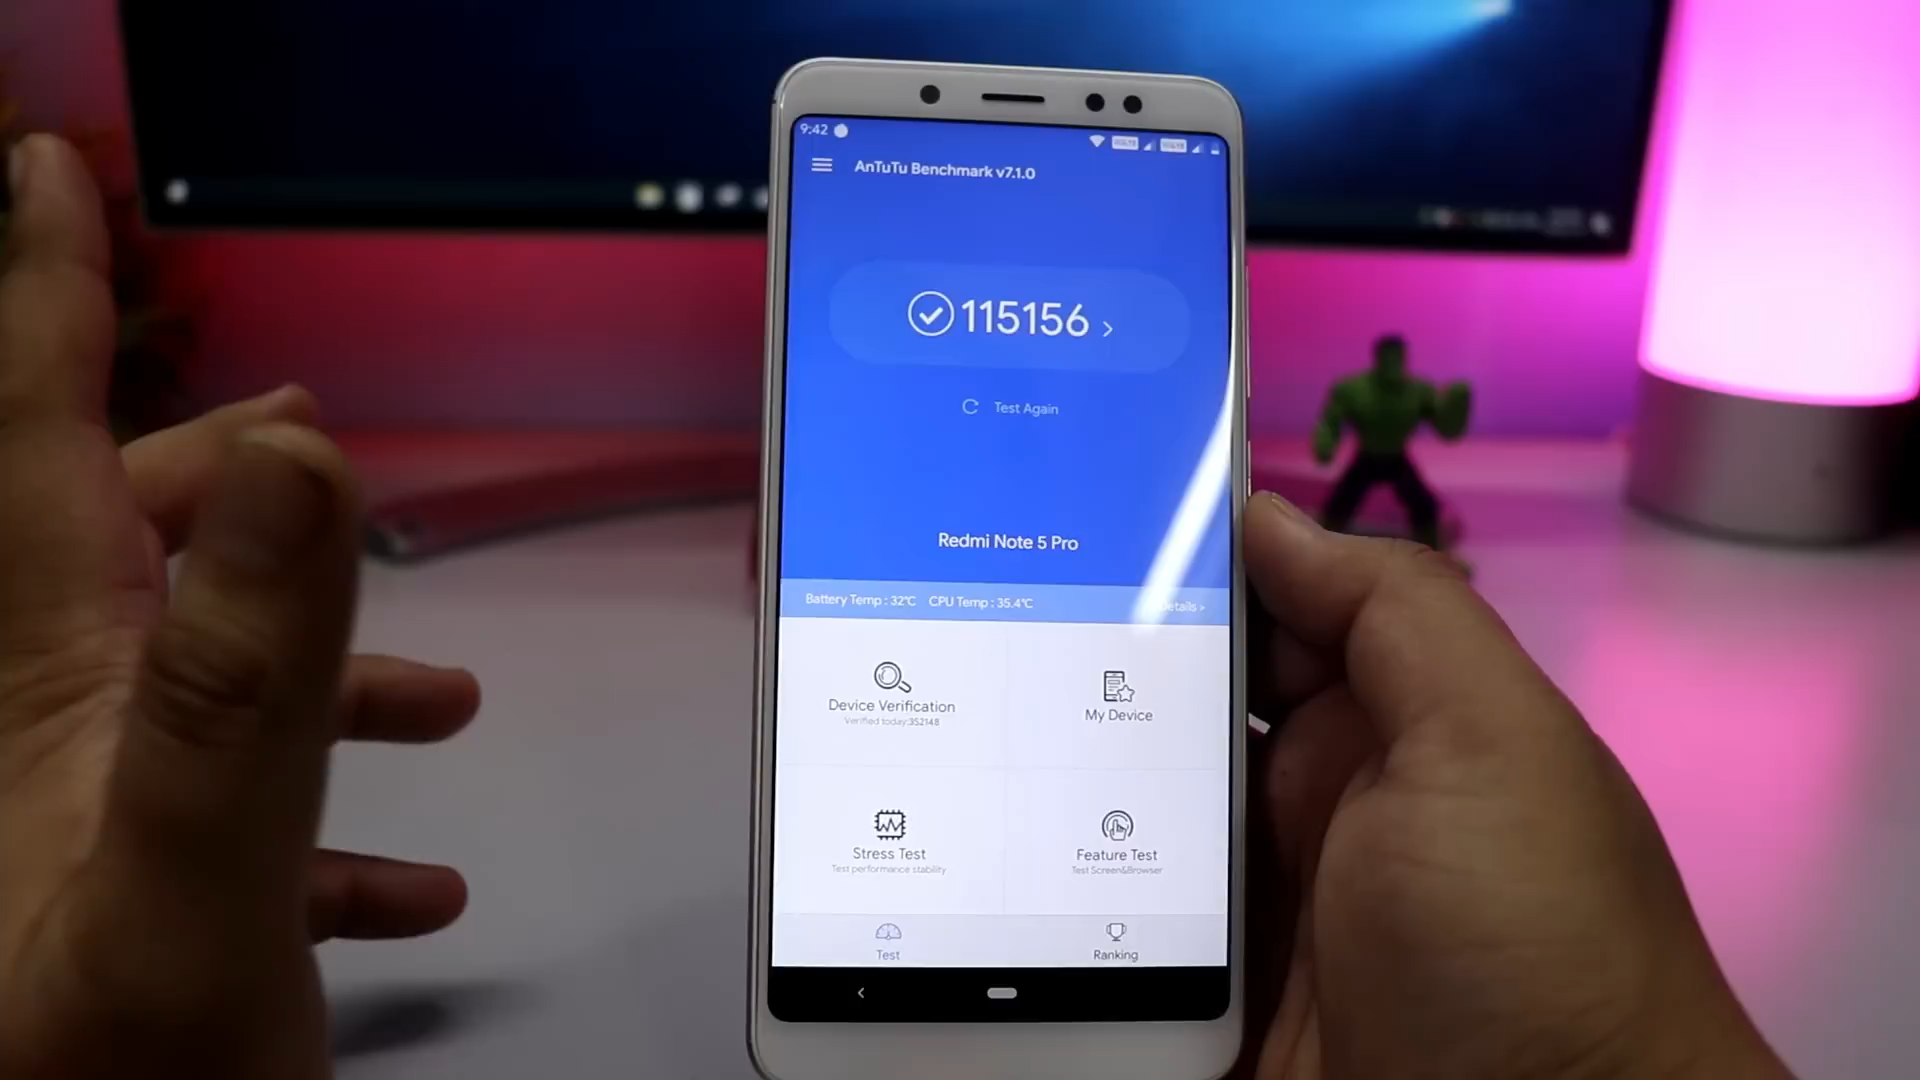 9:42
AnTuTu Benchmark v7.1.0
115156
Test Again
Redmi Note 5 Pro
Battery Temp : 32℃ CPU Temp : 35.4℃
Details >
Device Verification
Verified today:352148
My Device
Stress Test
Test performance stability
Feature Test
Test Screen&Browser
Test
Ranking